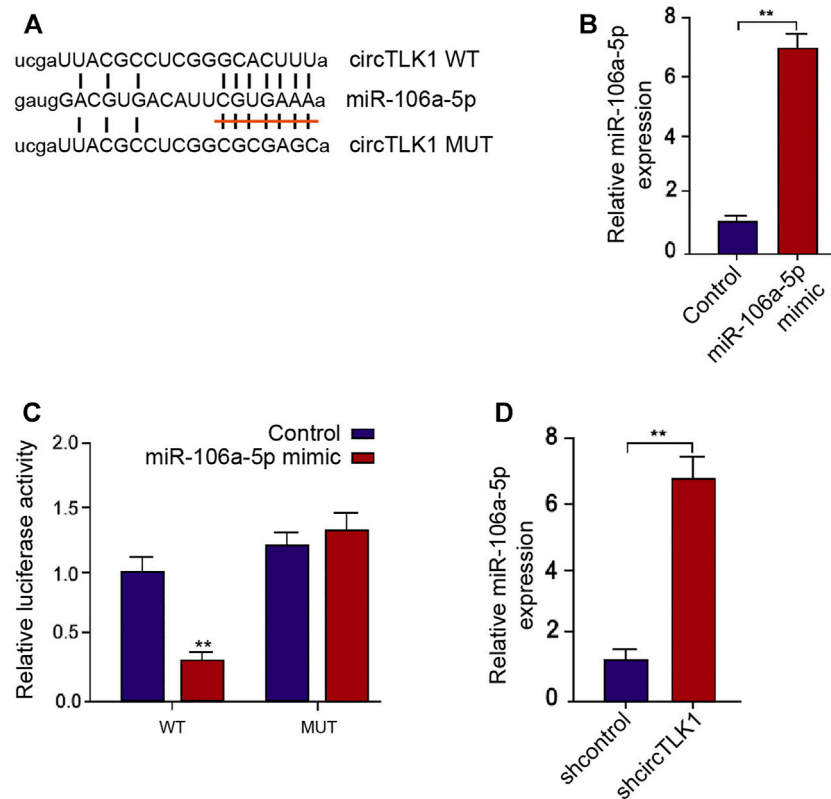 A
ucgaUUACGCCUCGGGCACUUUa circTLK1 WT
gaugGACGUGACAUUCGUGAAAa miR-106a-5p
ucgaUUACGCCUCGGCGCGAGCa circTLK1 MUT
B
Relative miR-106a-5p
expression
8
6
4
2
0
**
Control
miR-106a-5p
mimic
C
Relative luciferase activity
2.0
1.5
1.0
0.5
0.0
Control
miR-106a-5p mimic
**
WT
MUT
D
Relative miR-106a-5p
expression
8
6
4
2
0
**
shcontrol
shcircTLK1